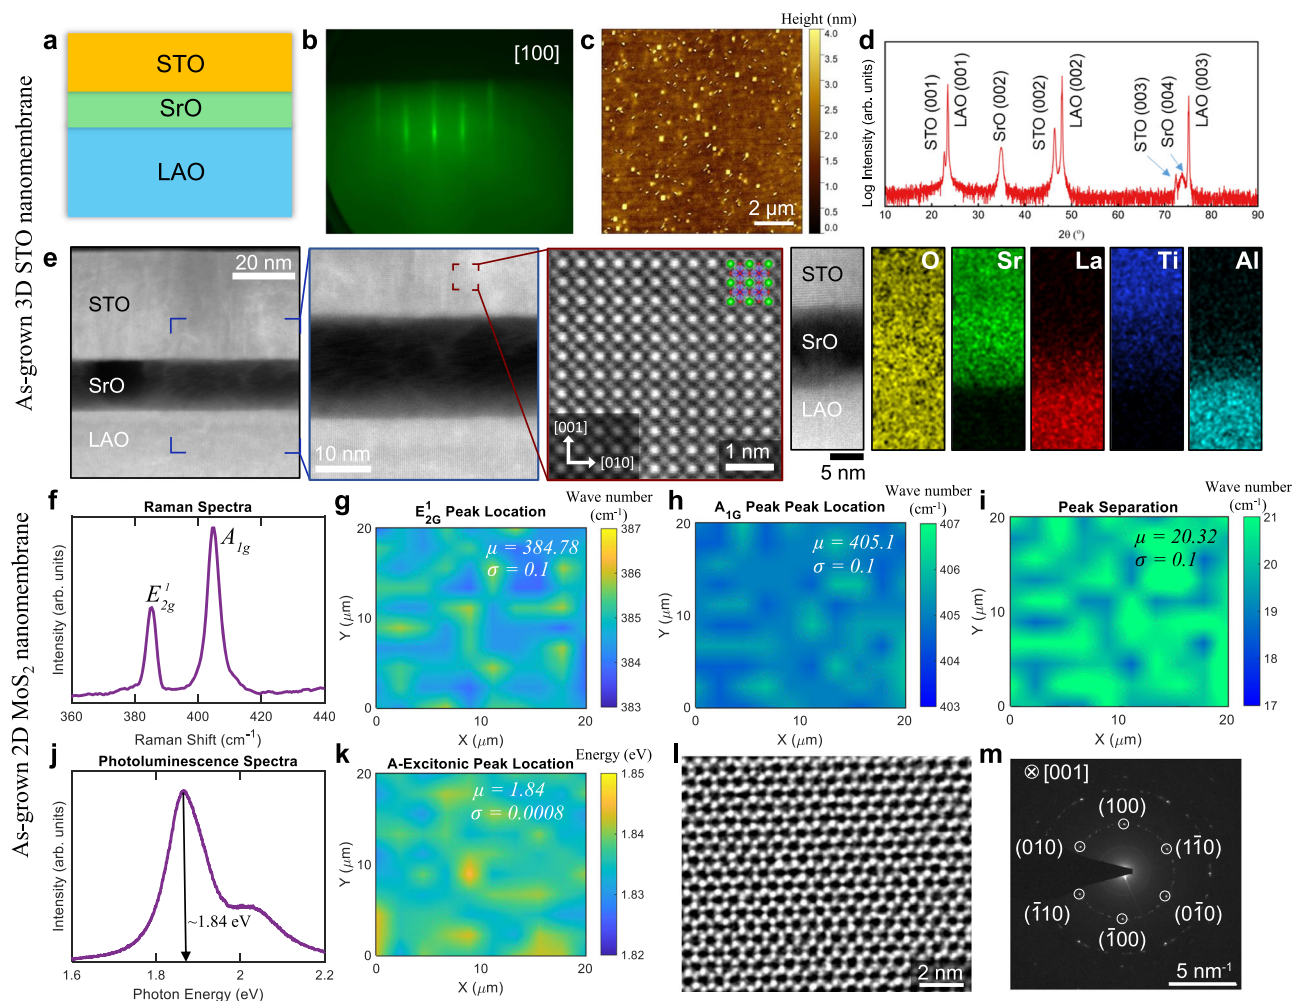 As-grown 3D STO nanomembrane
a
STO
SrO
LAO
b
[100]
c
Height (nm)
4.0
3.5
3.0
2.5
2.0
1.5
1.0
0.5
0.0
2 μm
d
Log Intensity (arb. units)
STO (001)
LAO (001)
SrO (002)
STO (002)
LAO (002)
STO (003)
SrO (004)
LAO (003)
10 20 30 40 50 60 70 80 90
2θ (°)
e
20 nm
STO
SrO
LAO
10 nm
[001]
[010]
1 nm
STO
SrO
LAO
5 nm
O
Sr
La
Ti
Al
As-grown 2D MoS₂ nanomembrane
f
Raman Spectra
Intensity (arb. units)
E¹₂g
A₁g
360 380 400 420 440
Raman Shift (cm⁻¹)
g
E¹₂G Peak Location
Wave number
(cm⁻¹)
μ = 384.78
σ = 0.1
20
10
0
Y (μm)
0 10 20
X (μm)
387
386
385
384
383
h
A₁G Peak Peak Location
Wave number
(cm⁻¹)
μ = 405.1
σ = 0.1
20
10
0
Y (μm)
0 10 20
X (μm)
407
406
405
404
403
i
Peak Separation
Wave number
(cm⁻¹)
μ = 20.32
σ = 0.1
20
10
0
Y (μm)
0 10 20
X (μm)
21
20
19
18
17
j
Photoluminescence Spectra
Intensity (arb. units)
~1.84 eV
1.6 1.8 2 2.2
Photon Energy (eV)
k
A-Excitonic Peak Location
Energy (eV)
μ = 1.84
σ = 0.0008
20
10
0
Y (μm)
0 10 20
X (μm)
1.85
1.84
1.83
1.82
l
2 nm
m
⊗ [001]
(100)
(010)
(11̄0)
(1̄10)
(01̄0)
(1̄00)
5 nm⁻¹